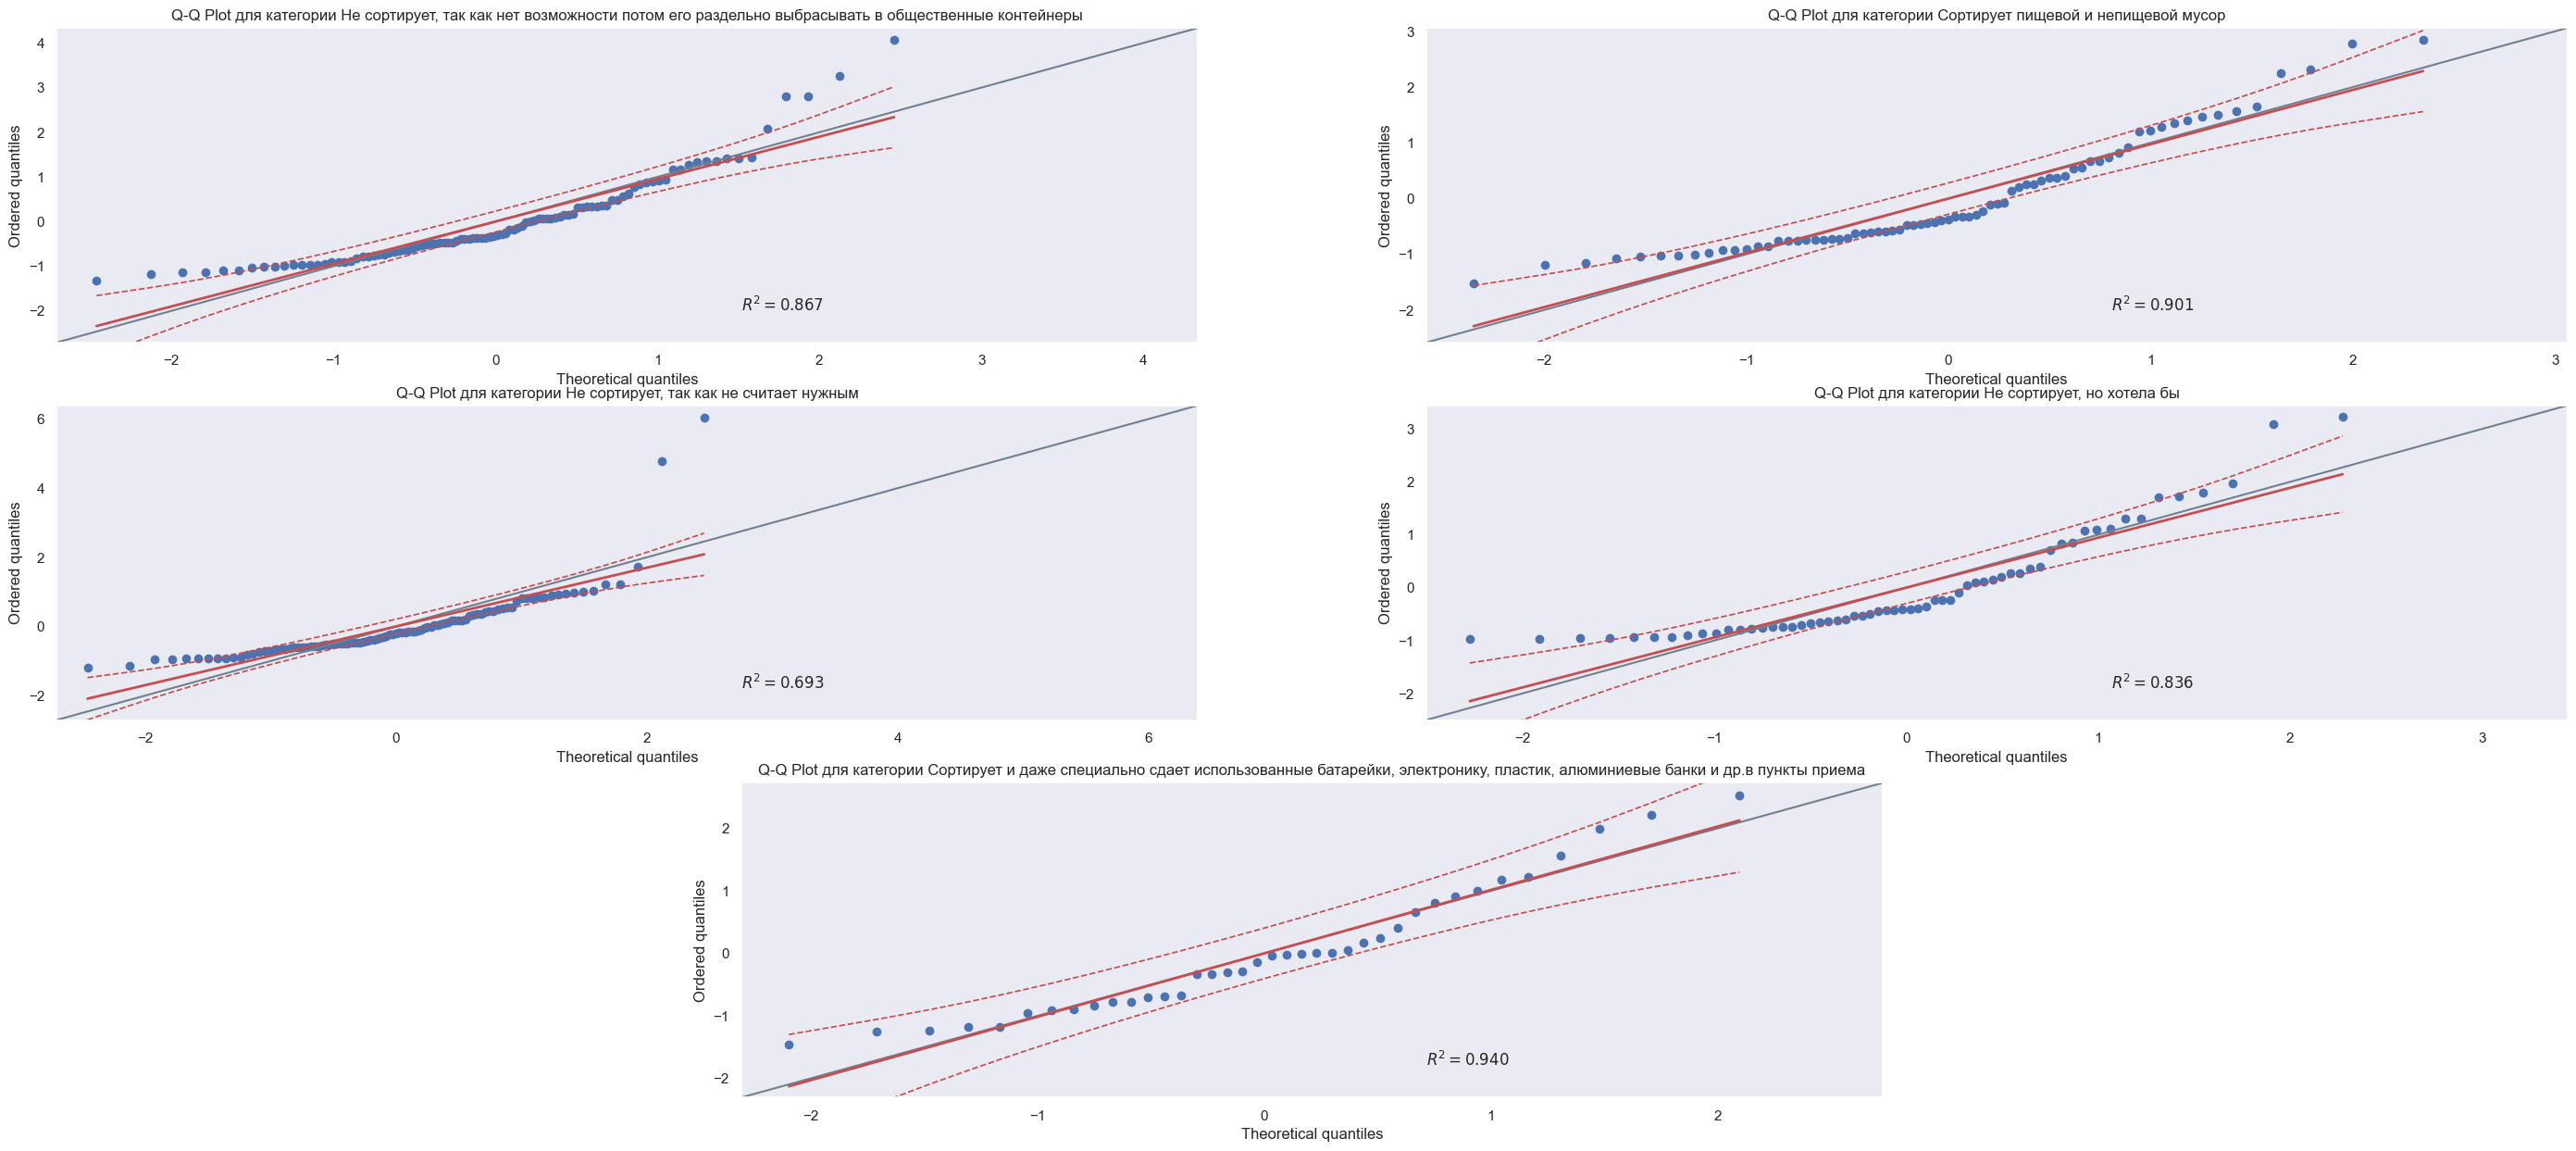 Q-Q Plot для категории Не сортирует, так как нет возможности потом его раздельно выбрасывать в общественные контейнеры
Ordered quantiles
4
3
2
1
0
−1
−2
R² = 0.867
−2
−1
0
1
2
3
4
Theoretical quantiles
Q-Q Plot для категории Сортирует пищевой и непищевой мусор
Ordered quantiles
3
2
1
0
−1
−2
R² = 0.901
−2
−1
0
1
2
3
Theoretical quantiles
Q-Q Plot для категории Не сортирует, так как не считает нужным
Ordered quantiles
6
4
2
0
−2
R² = 0.693
−2
0
2
4
6
Theoretical quantiles
Q-Q Plot для категории Не сортирует, но хотела бы
Ordered quantiles
3
2
1
0
−1
−2
R² = 0.836
−2
−1
0
1
2
3
Theoretical quantiles
Q-Q Plot для категории Сортирует и даже специально сдает использованные батарейки, электронику, пластик, алюминиевые банки и др.в пункты приема
Ordered quantiles
2
1
0
−1
−2
R² = 0.940
−2
−1
0
1
2
Theoretical quantiles